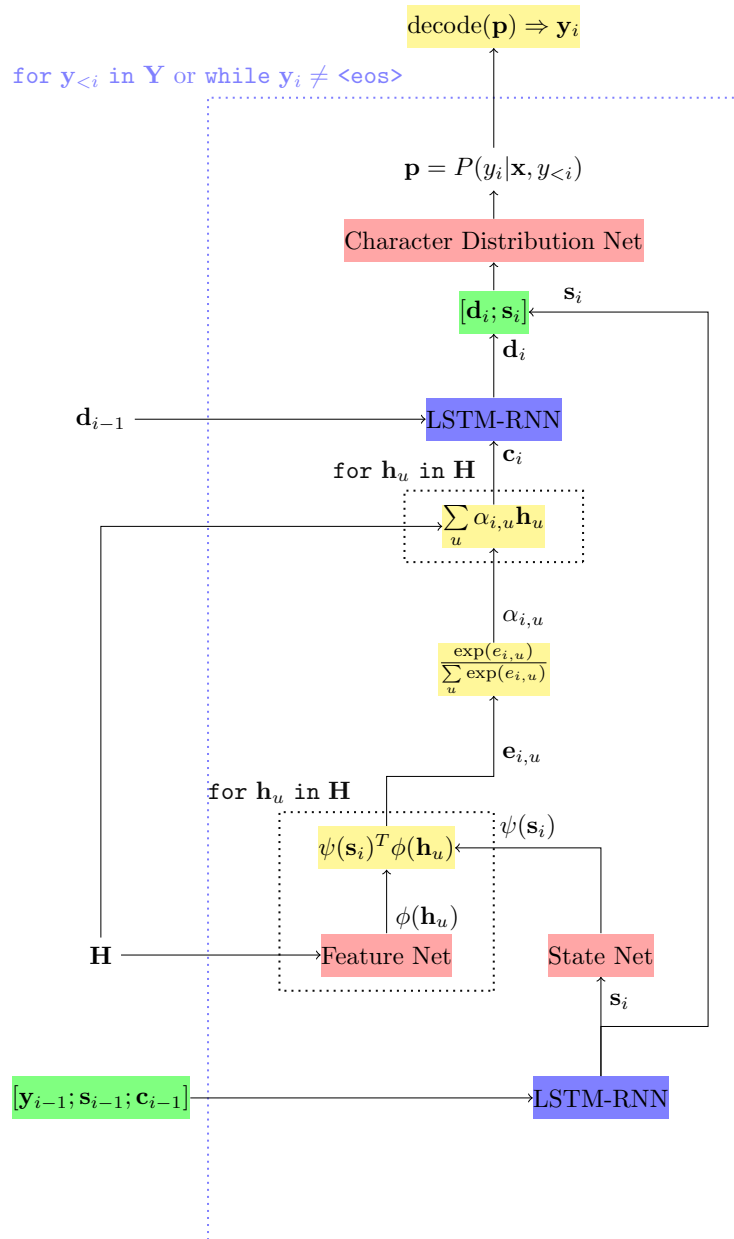 decode(p) ⇒ y_i
for y_{<i} in Y or while y_i ≠ <eos>
p = P(y_i|x, y_{<i})
Character Distribution Net
s_i
[d_i; s_i]
d_i
d_{i−1}
LSTM-RNN
c_i
for h_u in H
∑_u α_{i,u} h_u
α_{i,u}
exp(e_{i,u})
∑_u exp(e_{i,u})
e_{i,u}
for h_u in H
ψ(s_i)
ψ(s_i)^T φ(h_u)
φ(h_u)
H
Feature Net
State Net
s_i
[y_{i−1}; s_{i−1}; c_{i−1}]
LSTM-RNN